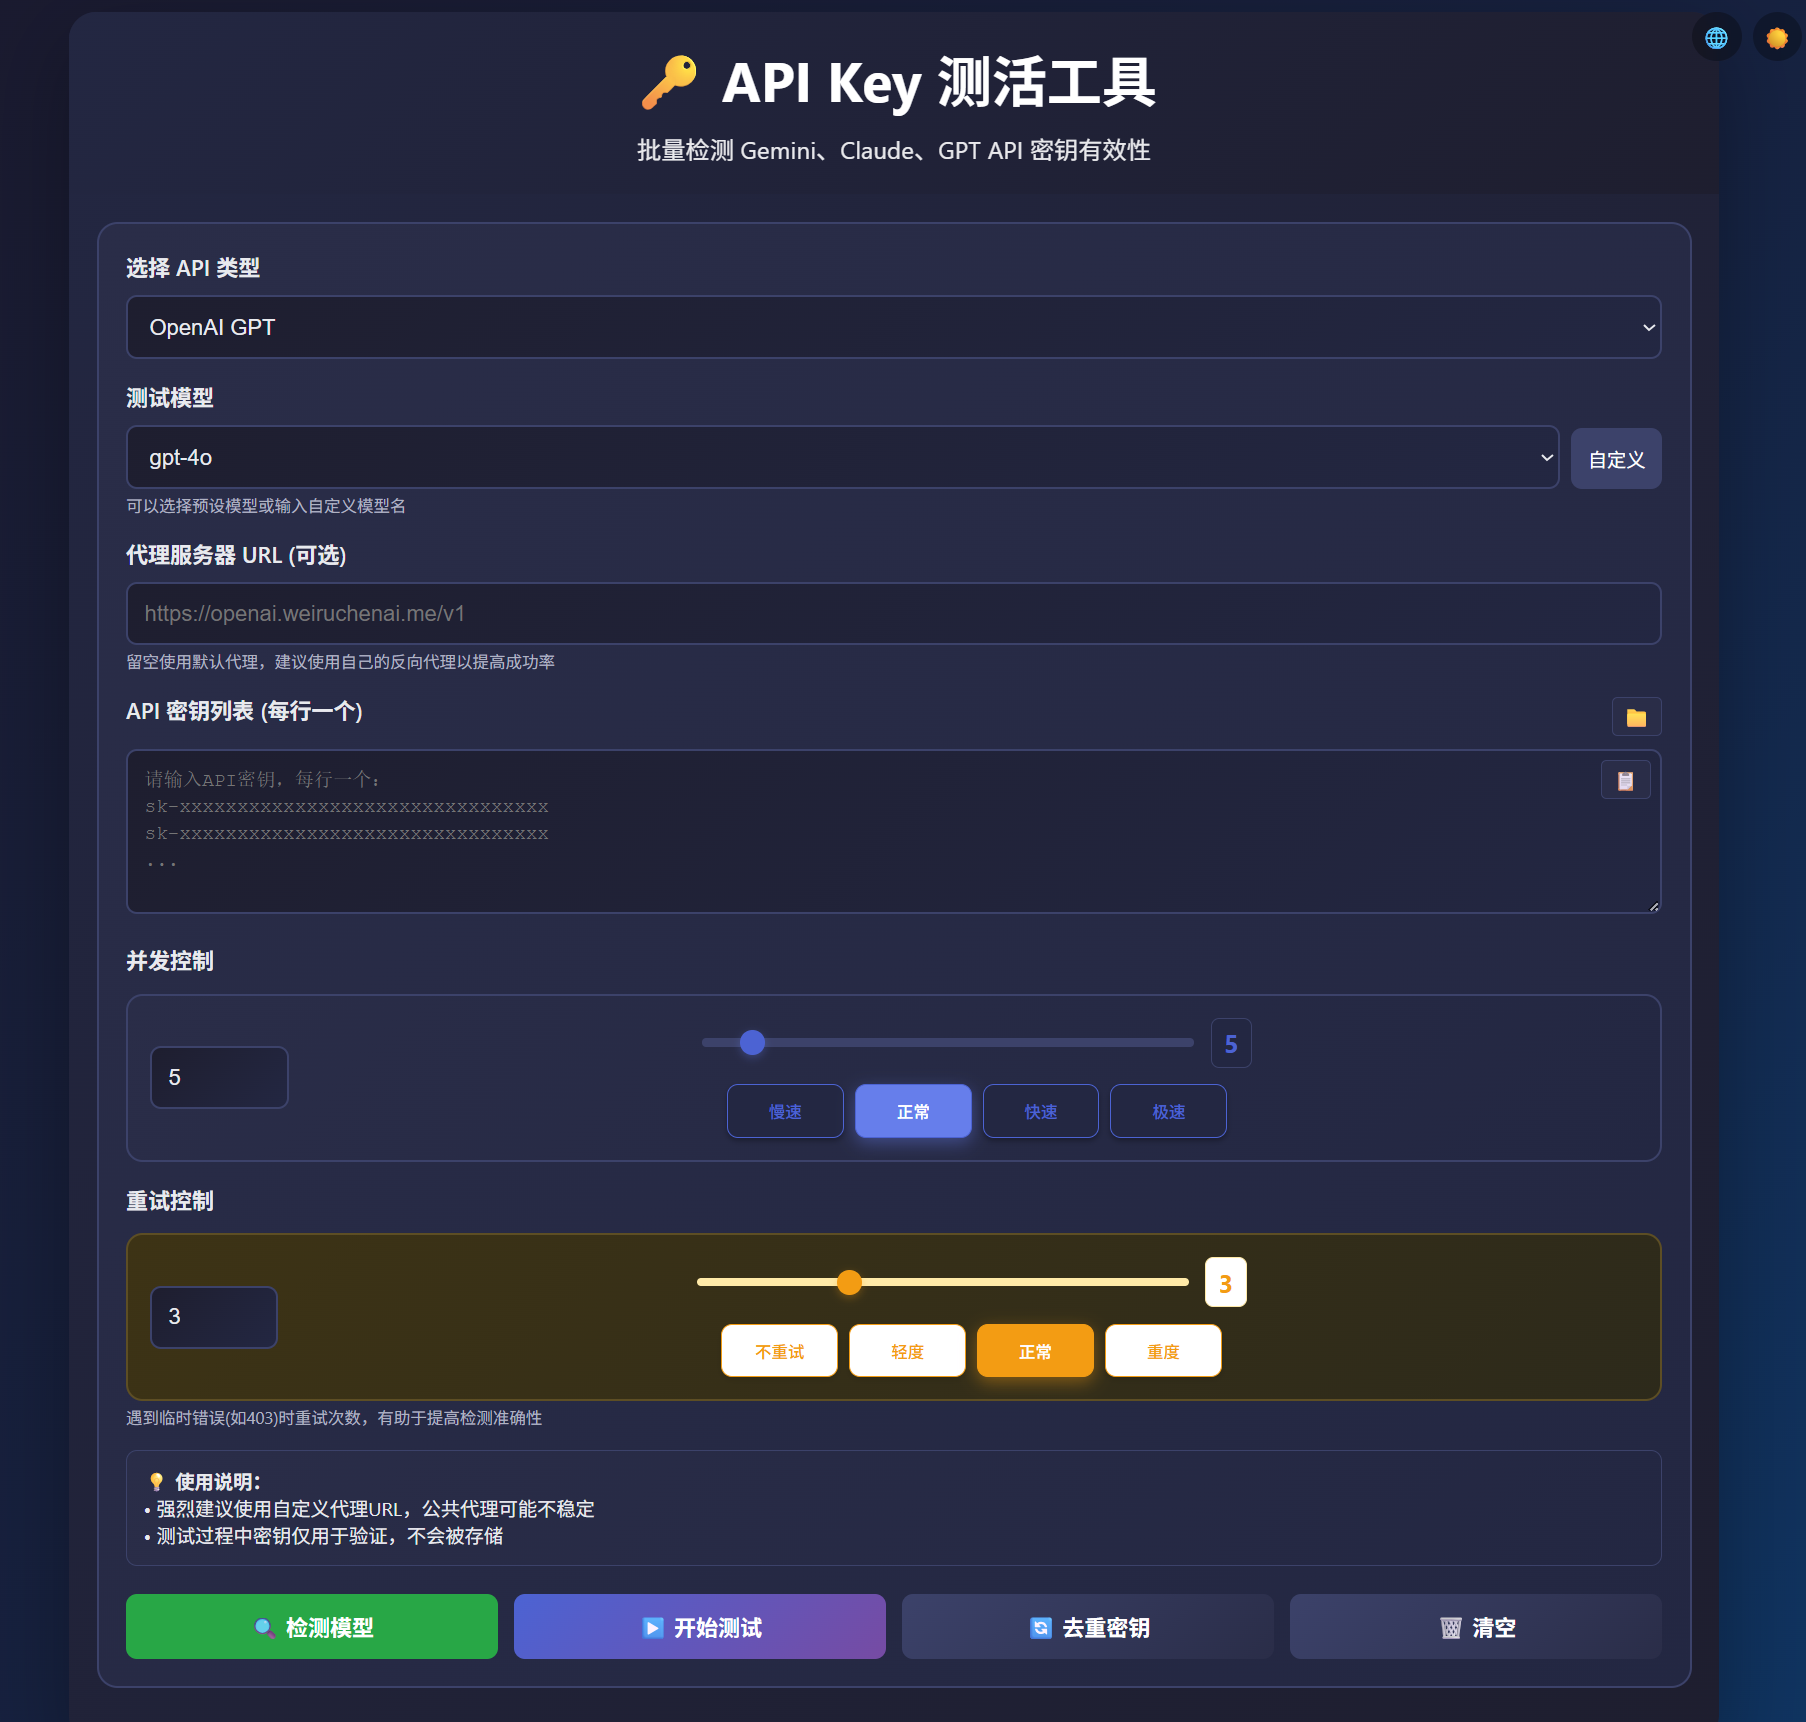 API Key 测活工具
批量检测 Gemini、Claude、GPT API 密钥有效性
选择 API 类型
OpenAI GPT
测试模型
gpt-4o
自定义
可以选择预设模型或输入自定义模型名
代理服务器 URL (可选)
https://openai.weiruchenai.me/v1
留空使用默认代理，建议使用自己的反向代理以提高成功率
API 密钥列表 (每行一个)
请输入API密钥，每行一个：
sk-xxxxxxxxxxxxxxxxxxxxxxxxxxxxxxxx
sk-xxxxxxxxxxxxxxxxxxxxxxxxxxxxxxxx
...
并发控制
5
5
慢速 正常 快速 极速
重试控制
3
3
不重试 轻度 正常 重度
遇到临时错误(如403)时重试次数，有助于提高检测准确性
使用说明：
• 强烈建议使用自定义代理URL，公共代理可能不稳定
• 测试过程中密钥仅用于验证，不会被存储
检测模型 开始测试 去重密钥 清空